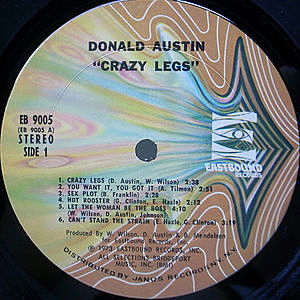 DONALD AUSTIN
"CRAZY LEGS"
EB 9005
(EB 9005 A)
STEREO
SIDE 1
EASTBOUND
RECORDS
1. CRAZY LEGS (D. Austin, W. Wilson) 2:38
2. YOU WANT IT, YOU GOT IT (A. Tilmon) 2:51
3. SEX PLOT (B. Franklin) 2:45
4. HOT ROOSTER (G. Clinton, E. Hazle) 2:21
5. LET THE WOMAN BE THE BOSS 4:10
(W. Wilson, D. Austin, Johnson)
6. CAN'T STAND THE STRAIN (E. Hazle, G. Clinton) 3:19
Produced By W. Wilson, D. Austin & B. Mendelson
for Eastbound Records, Inc.
℗ 1973 EASTBOUND RECORDS, INC.
ALL SELECTIONS BRIDGEPORT
MUSIC, INC. (BMI)
DISTRIBUTED BY JANUS RECORDS, N.Y., N.Y.